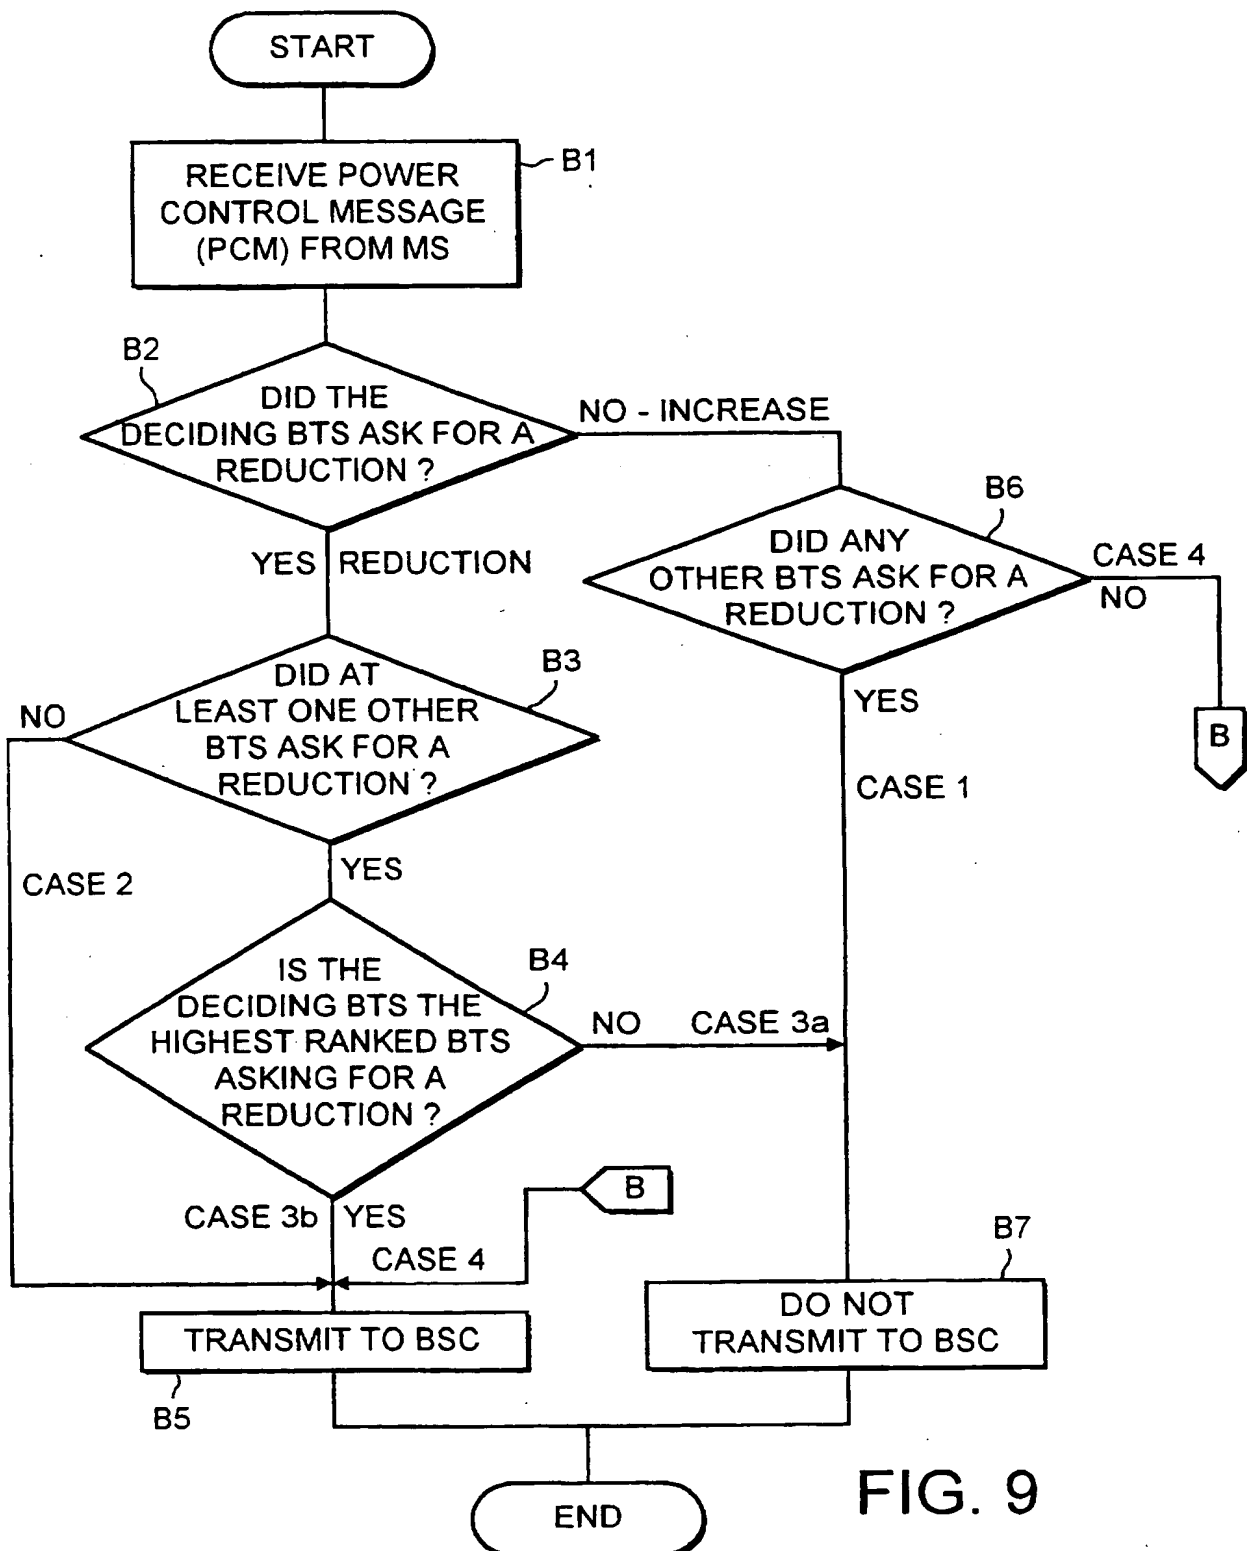 START
RECEIVE POWER
CONTROL MESSAGE
(PCM) FROM MS
B1
B2
DID THE
DECIDING BTS ASK FOR A
REDUCTION ?
NO - INCREASE
YES REDUCTION
B6
DID ANY
OTHER BTS ASK FOR A
REDUCTION ?
CASE 4
NO
B
YES
CASE 1
B3
DID AT
LEAST ONE OTHER
BTS ASK FOR A
REDUCTION ?
NO
CASE 2
YES
B4
IS THE
DECIDING BTS THE
HIGHEST RANKED BTS
ASKING FOR A
REDUCTION ?
NO CASE 3a
B
CASE 3b YES
CASE 4
TRANSMIT TO BSC
B5
B7
DO NOT
TRANSMIT TO BSC
END
FIG. 9